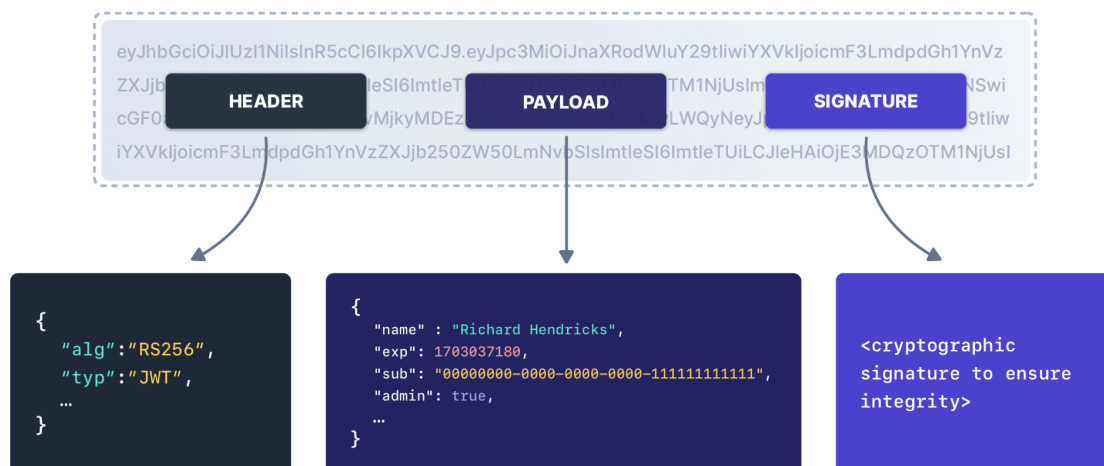 eyJhbGciOiJIUzI1NiIsInR5cCI6IkpXVCJ9.eyJpc3MiOiJnaXRodWIuY29tIiwiYXVkIjoicmF3LmdpdGh1YnVz
HEADER
PAYLOAD
SIGNATURE
iYXVkIjoicmF3LmdpdGh1YnVzZXJjb250ZW50LmNvbSIsImtleSI6ImtleTUiLCJleHAiOjE3MDQzOTM1NjUsI
{
“alg”:”RS256”,
“typ”:”JWT”,
…
}
{
"name" : "Richard Hendricks",
"exp": 1703037180,
"sub": "00000000-0000-0000-0000-111111111111",
"admin": true,
…
}
<cryptographic
signature to ensure
integrity>